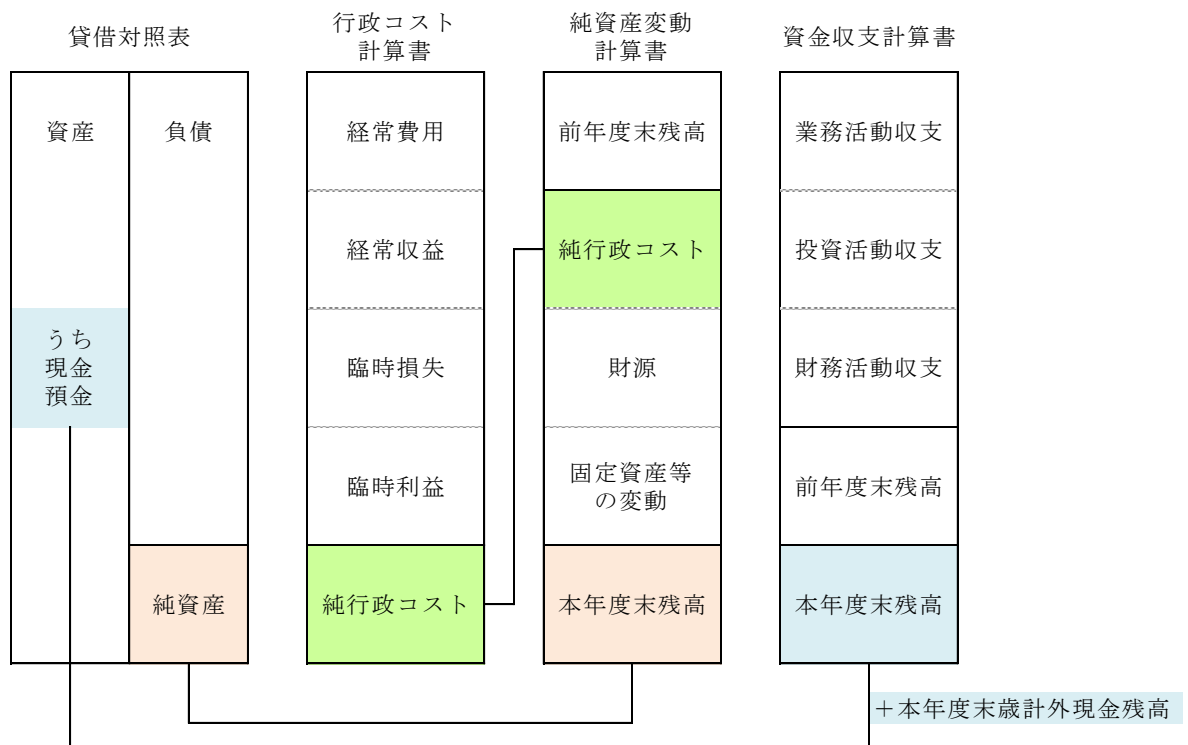 貸借対照表
行政コスト
計算書
純資産変動
計算書
資金収支計算書
資産
負債
うち
現金
預金
純資産
経常費用
経常収益
臨時損失
臨時利益
純行政コスト
前年度末残高
純行政コスト
財源
固定資産等
の変動
本年度末残高
業務活動収支
投資活動収支
財務活動収支
前年度末残高
本年度末残高
＋本年度末歳計外現金残高